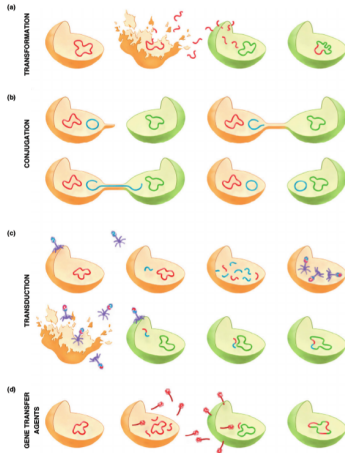 (a)
TRANSFORMATION
(b)
CONJUGATION
(c)
TRANSDUCTION
(d)
GENE TRANSFER
AGENTS